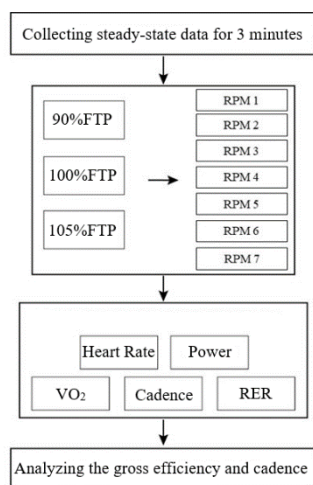 Collecting steady-state data for 3 minutes
90%FTP
100%FTP
105%FTP
RPM 1
RPM 2
RPM 3
RPM 4
RPM 5
RPM 6
RPM 7
Heart Rate
Power
VO₂
Cadence
RER
Analyzing the gross efficiency and cadence